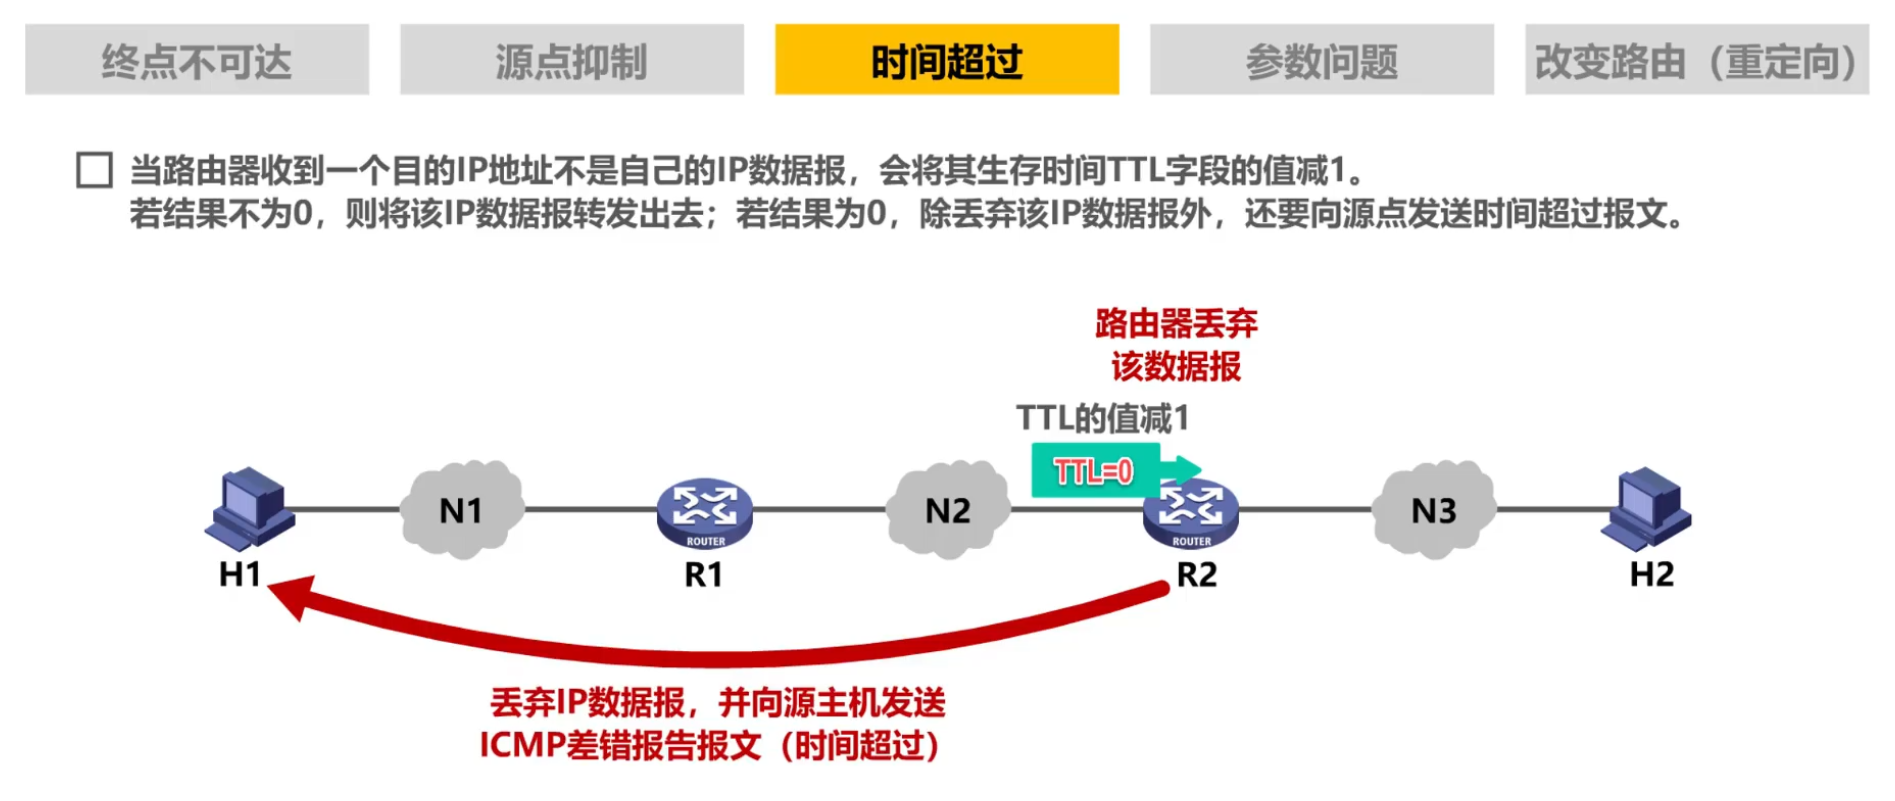 终点不可达
源点抑制
时间超过
参数问题
改变路由（重定向）
当路由器收到一个目的IP地址不是自己的IP数据报，会将其生存时间TTL字段的值减1。
若结果不为0，则将该IP数据报转发出去；若结果为0，除丢弃该IP数据报外，还要向源点发送时间超过报文。
路由器丢弃
该数据报
TTL的值减1
TTL=0
N1
N2
N3
ROUTER
ROUTER
H1
R1
R2
H2
丢弃IP数据报，并向源主机发送
ICMP差错报告报文（时间超过）